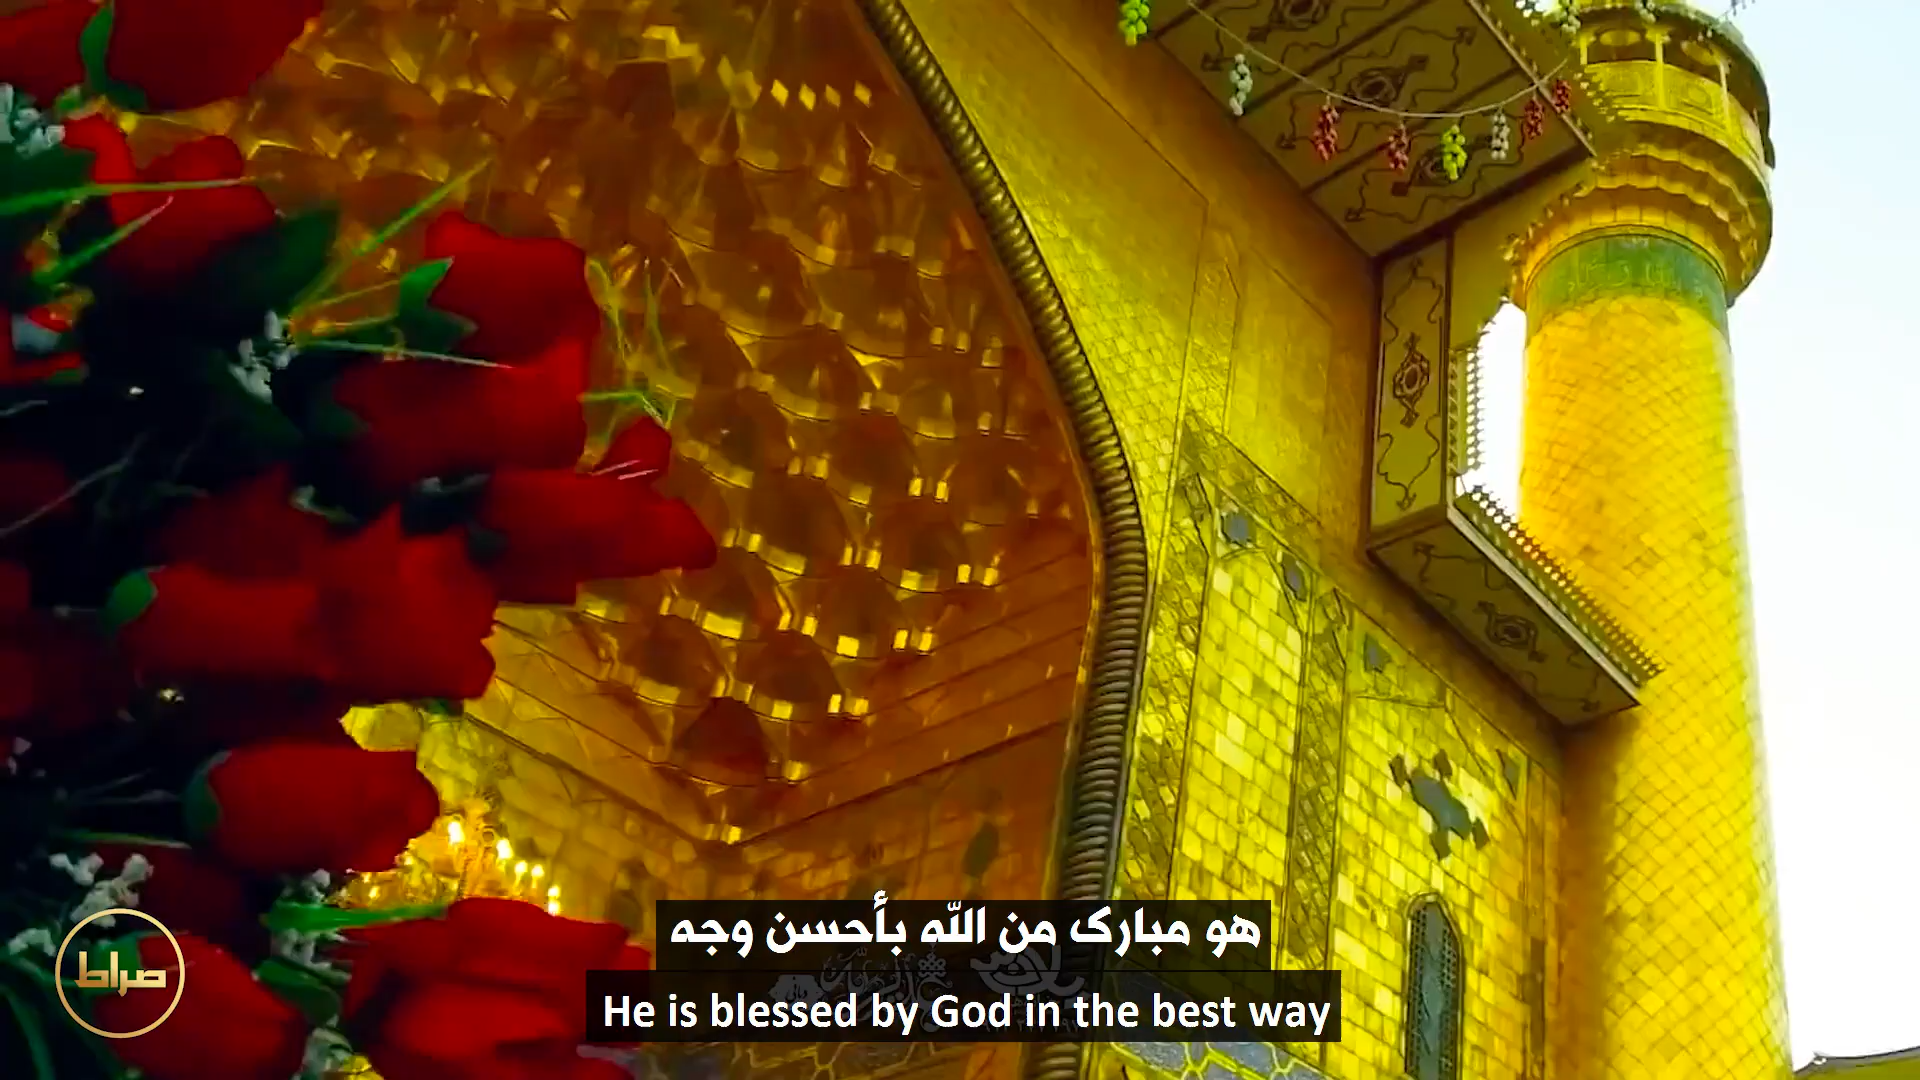 هو مبارک من اللّه بأحسن وجه
He is blessed by God in the best way
صراط